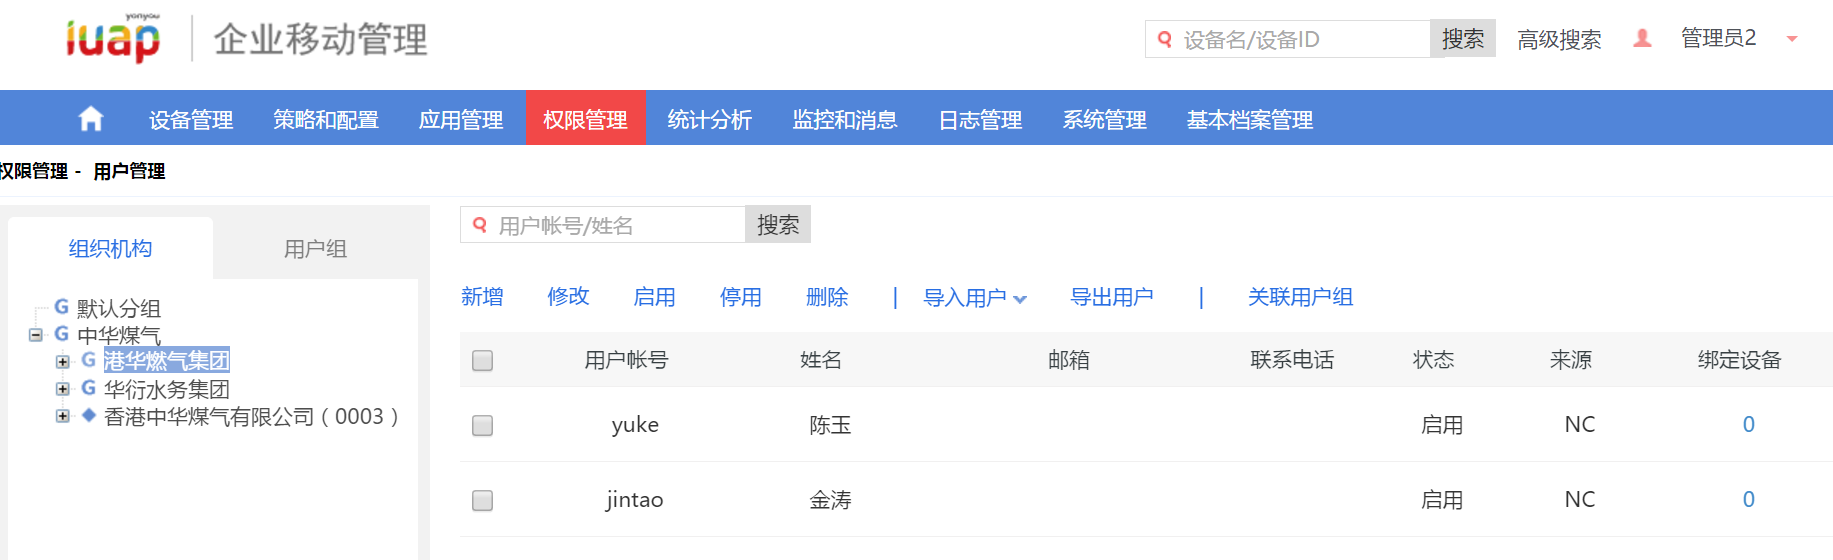 yonyou
iuap 企业移动管理
设备名/设备ID 搜索 高级搜索 管理员2
设备管理 策略和配置 应用管理 权限管理 统计分析 监控和消息 日志管理 系统管理 基本档案管理
权限管理 - 用户管理
组织机构 用户组
G 默认分组
G 中华煤气
G 港华燃气集团
G 华衍水务集团
香港中华煤气有限公司（0003）
用户帐号/姓名 搜索
新增 修改 启用 停用 删除 | 导入用户 导出用户 | 关联用户组
用户帐号 姓名 邮箱 联系电话 状态 来源 绑定设备
yuke 陈玉 启用 NC 0
jintao 金涛 启用 NC 0